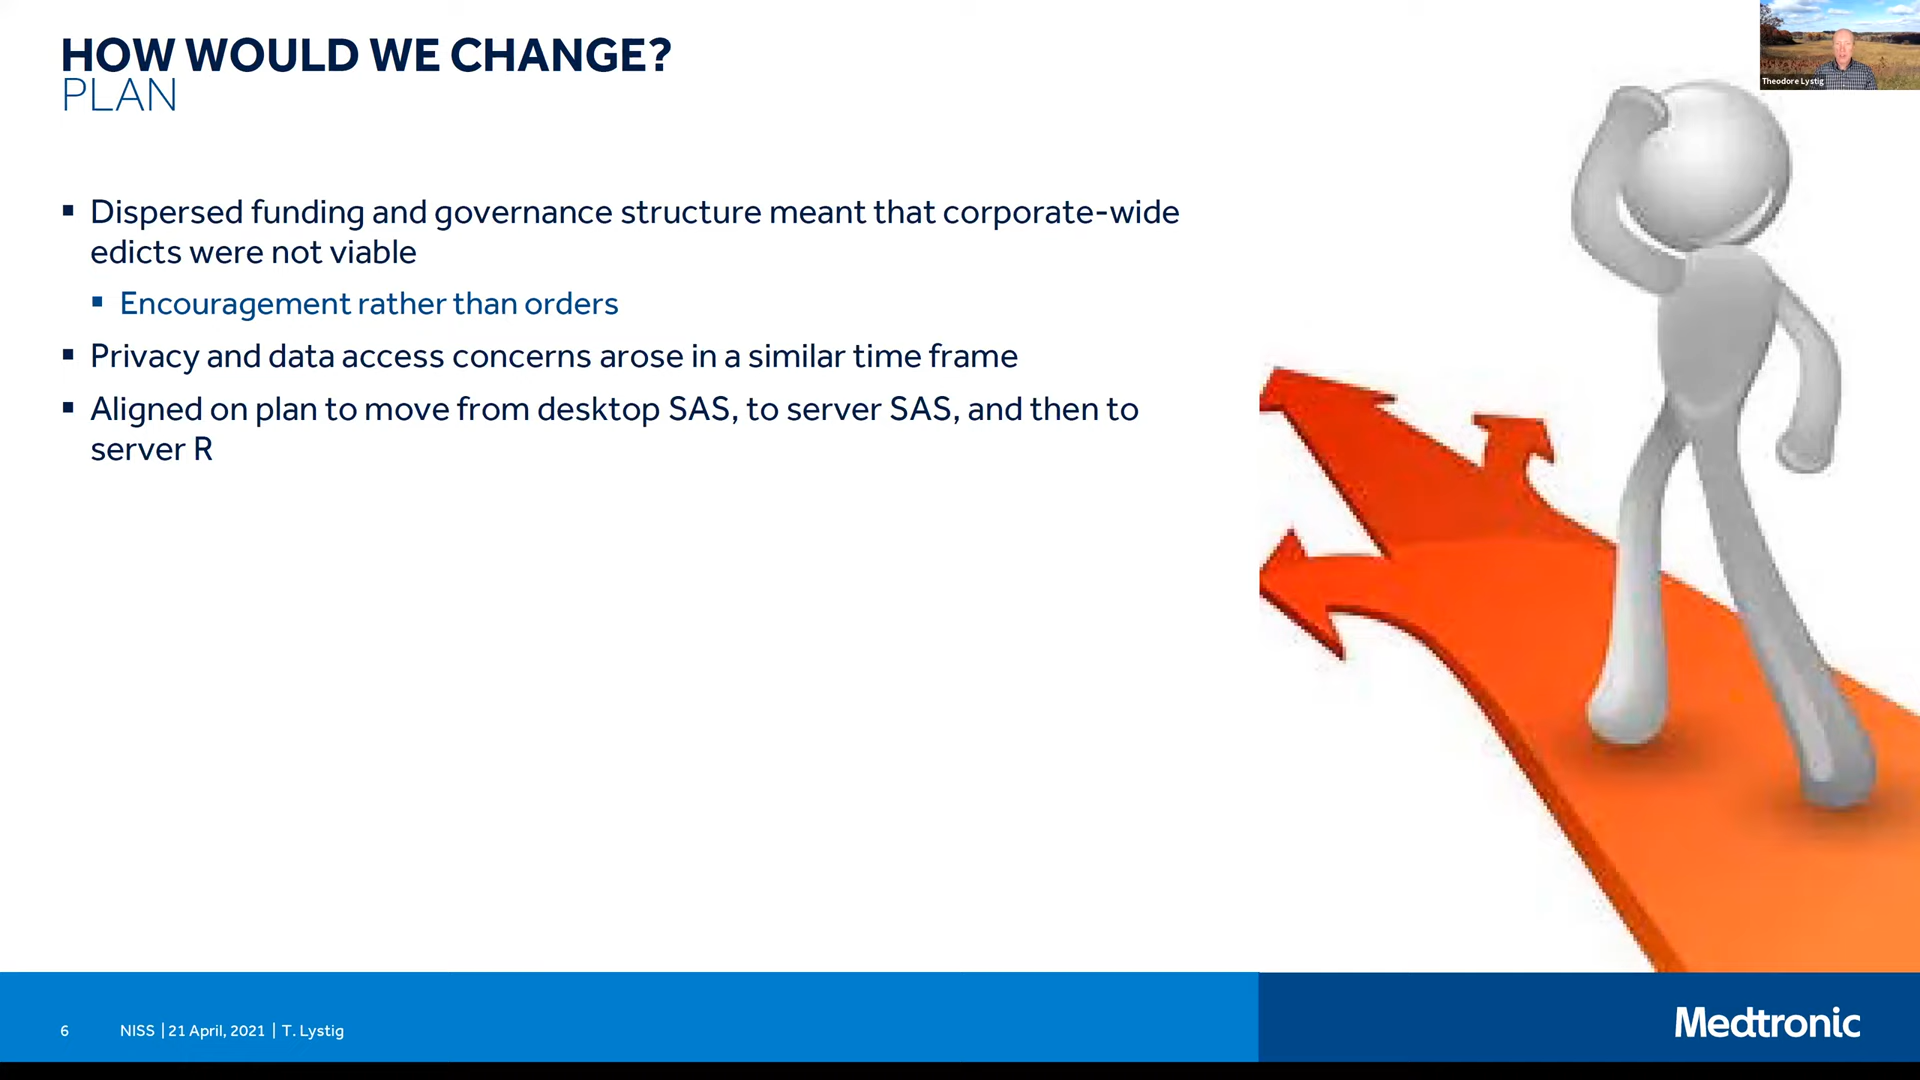 HOW WOULD WE CHANGE?
PLAN
Theodore Lystig
▪ Dispersed funding and governance structure meant that corporate-wide
edicts were not viable
▪ Encouragement rather than orders
▪ Privacy and data access concerns arose in a similar time frame
▪ Aligned on plan to move from desktop SAS, to server SAS, and then to
server R
6 NISS | 21 April, 2021 | T. Lystig
Medtronic